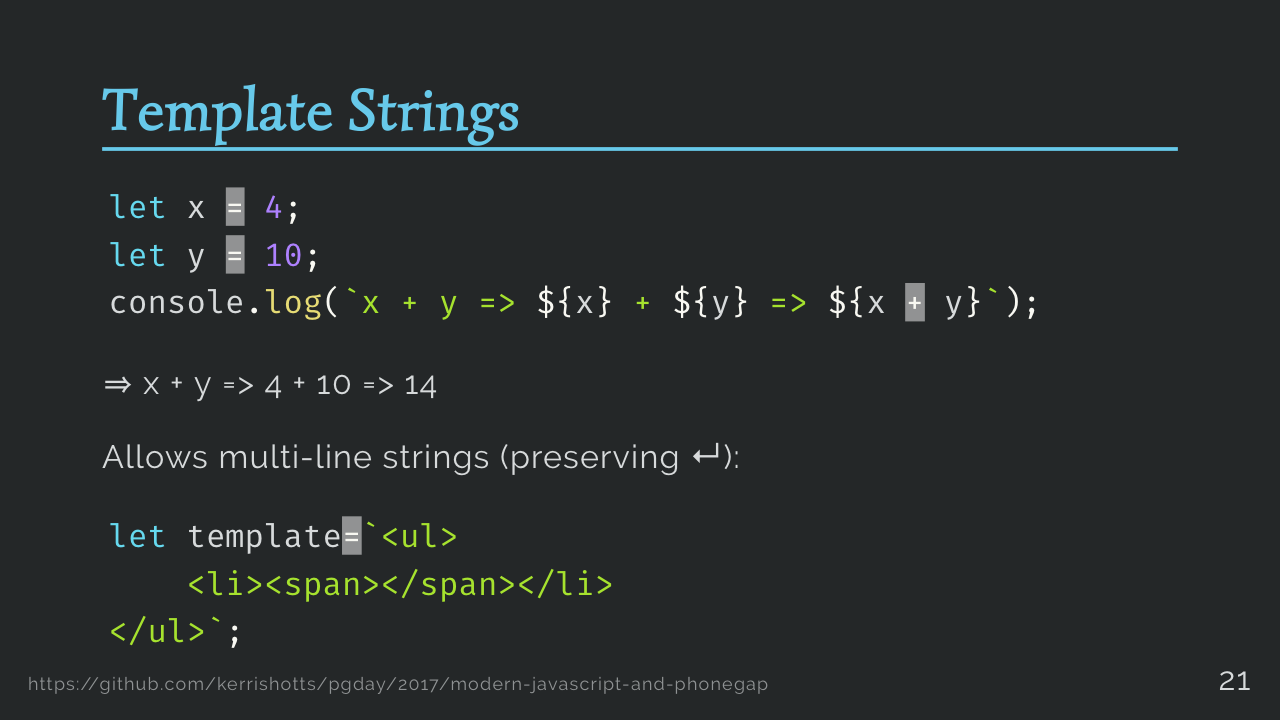 Template Strings
let x = 4;
let y = 10;
console.log(`x + y => ${x} + ${y} => ${x + y}`);
⇒ x + y => 4 + 10 => 14
Allows multi-line strings (preserving ↵):
let template=`<ul>
    <li><span></span></li>
</ul>`;
https://github.com/kerrishotts/pgday/2017/modern-javascript-and-phonegap
21